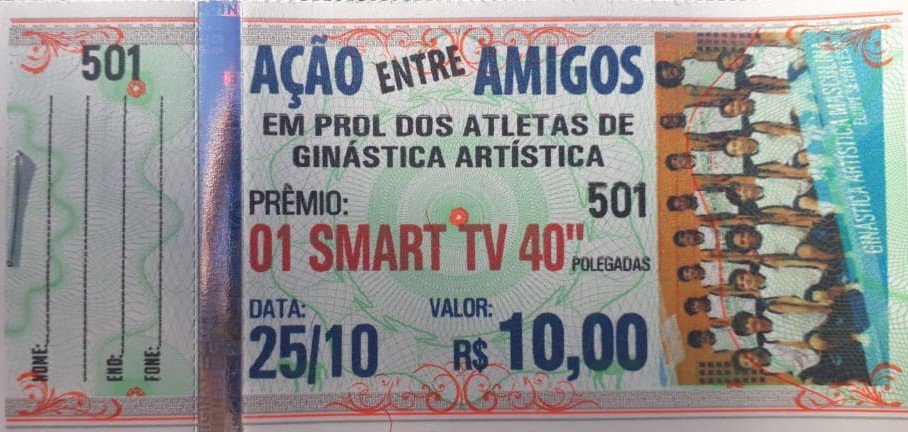 501
NOME:
END:
FONE:
AÇÃO ENTRE AMIGOS
EM PROL DOS ATLETAS DE
GINÁSTICA ARTÍSTICA
PRÊMIO:
501
01 SMART TV 40"
POLEGADAS
DATA:
25/10
VALOR:
R$ 10,00
GINÁSTICA ARTÍSTICA MASCULINA